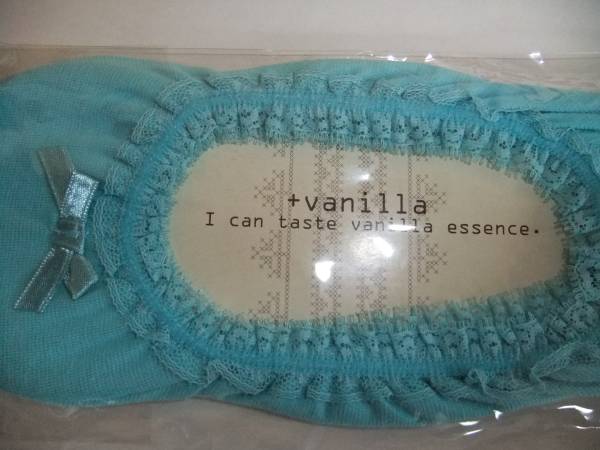 +vanilla
I can taste vanilla essence.